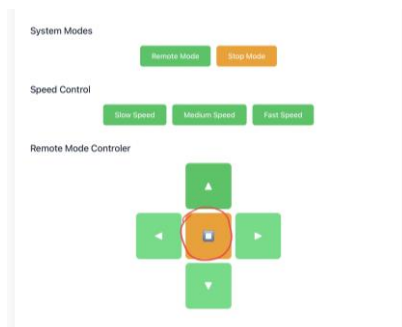 System Modes
Remote Mode Stop Mode
Speed Control
Slow Speed Medium Speed Fast Speed
Remote Mode Controler